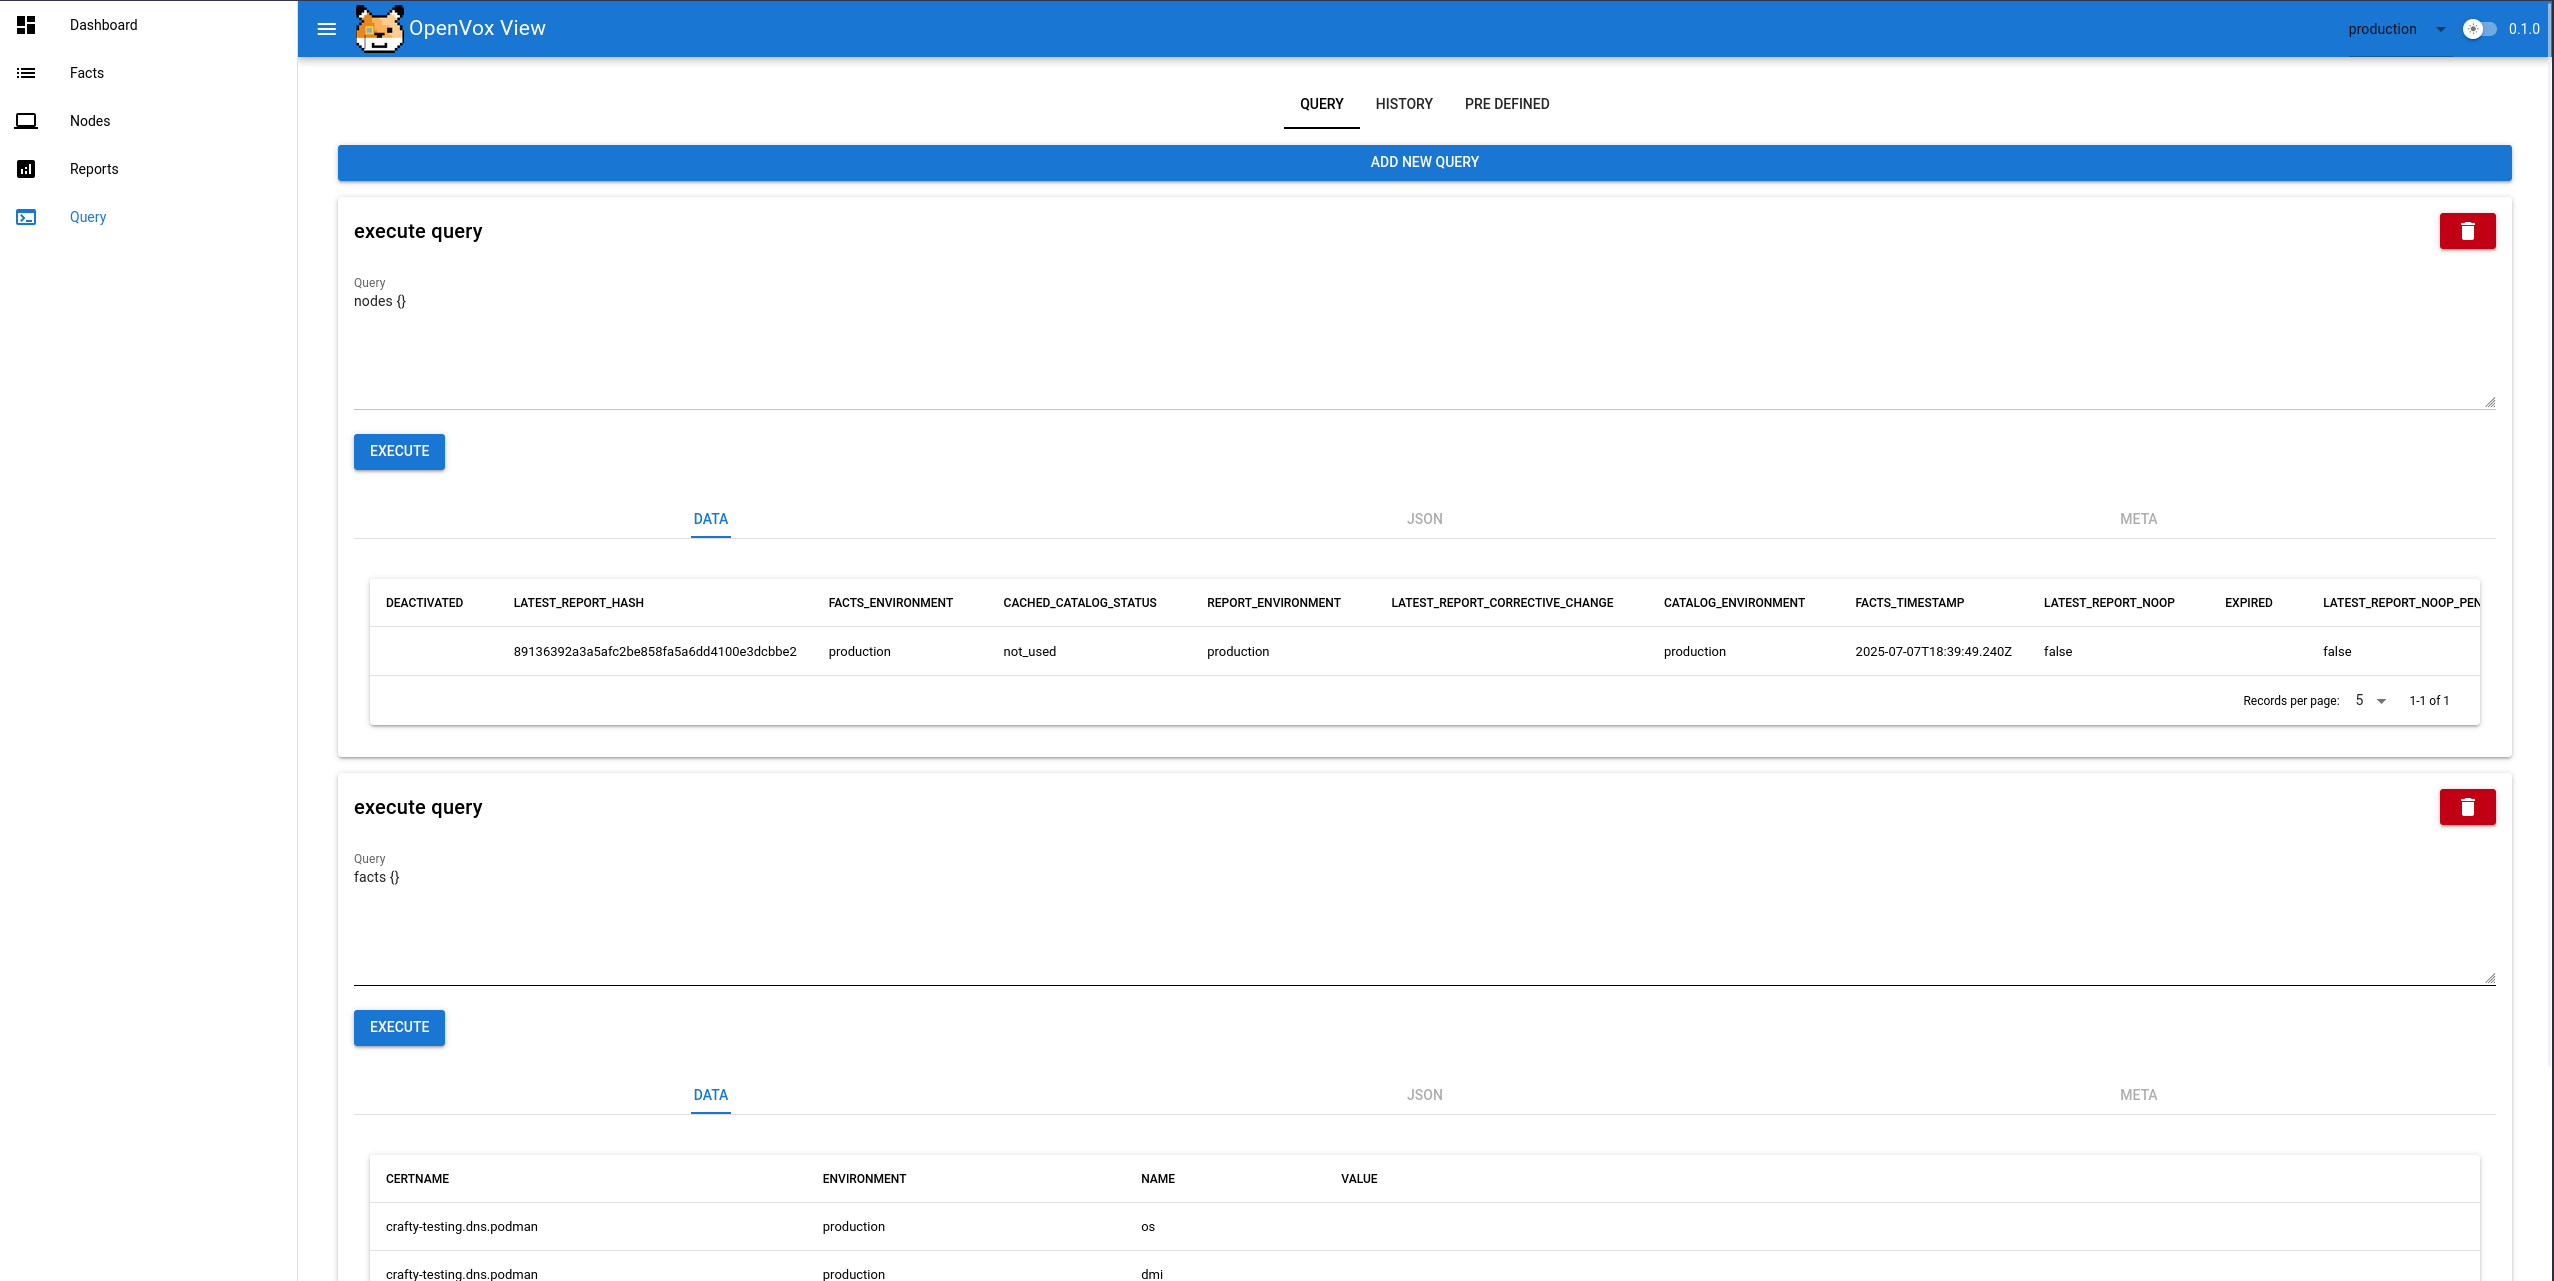 Dashboard
Facts
Nodes
Reports
Query
OpenVox View
production
0.1.0
QUERY HISTORY PRE DEFINED
ADD NEW QUERY
execute query
Query
nodes {}
EXECUTE
DATA JSON META
DEACTIVATED LATEST_REPORT_HASH FACTS_ENVIRONMENT CACHED_CATALOG_STATUS REPORT_ENVIRONMENT LATEST_REPORT_CORRECTIVE_CHANGE CATALOG_ENVIRONMENT FACTS_TIMESTAMP LATEST_REPORT_NOOP EXPIRED LATEST_REPORT_NOOP_PEN
89136392a3a5afc2be858fa5a6dd4100e3dcbbe2 production not_used production production 2025-07-07T18:39:49.240Z false false
Records per page: 5 1-1 of 1
execute query
Query
facts {}
EXECUTE
DATA JSON META
CERTNAME ENVIRONMENT NAME VALUE
crafty-testing.dns.podman production os
crafty-testing.dns.podman production dmi